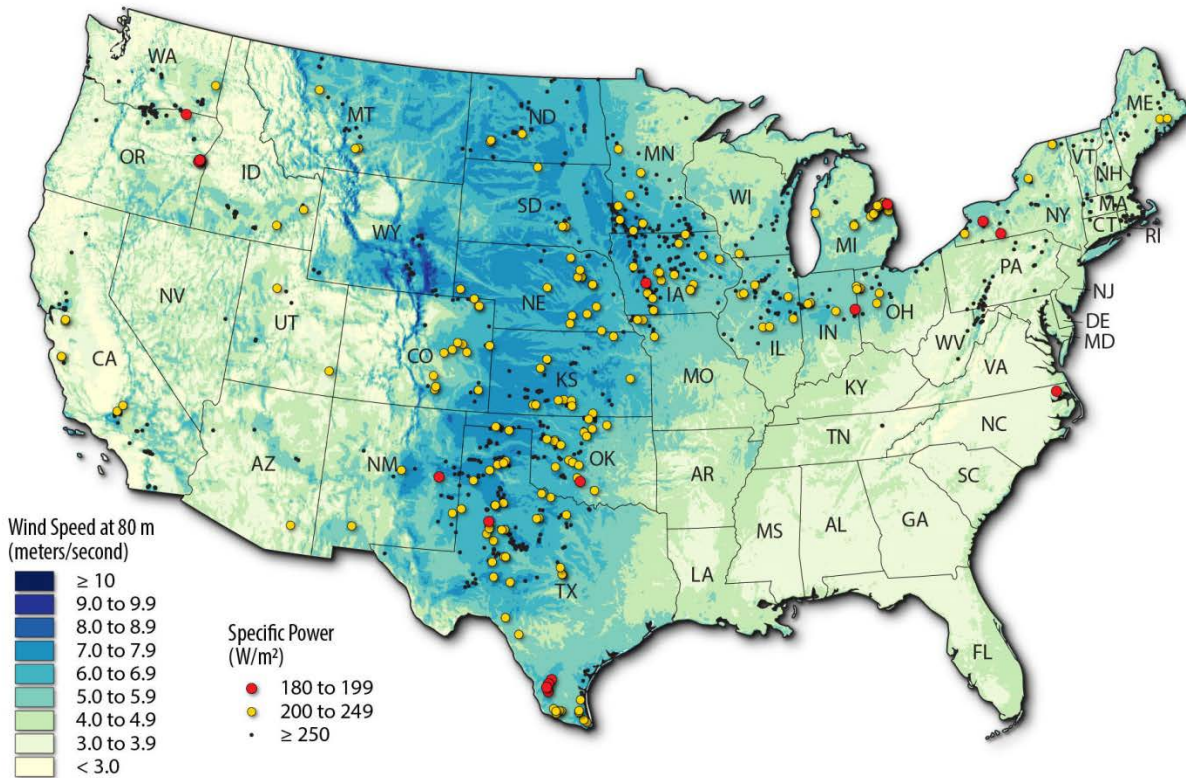 WA
MT
ND
MN
ME
OR
ID
VT
NH
WI
SD
WY
MI
NY
MA
CT
RI
IA
PA
NE
NJ
NV
UT
OH
DE
MD
IL
IN
WV
CA
CO
VA
KS
MO
KY
NC
TN
AZ
NM
OK
AR
SC
MS
AL
GA
LA
TX
FL
Wind Speed at 80 m
(meters/second)
≥ 10
9.0 to 9.9
8.0 to 8.9
7.0 to 7.9
6.0 to 6.9
5.0 to 5.9
4.0 to 4.9
3.0 to 3.9
< 3.0
Specific Power
(W/m²)
180 to 199
200 to 249
≥ 250